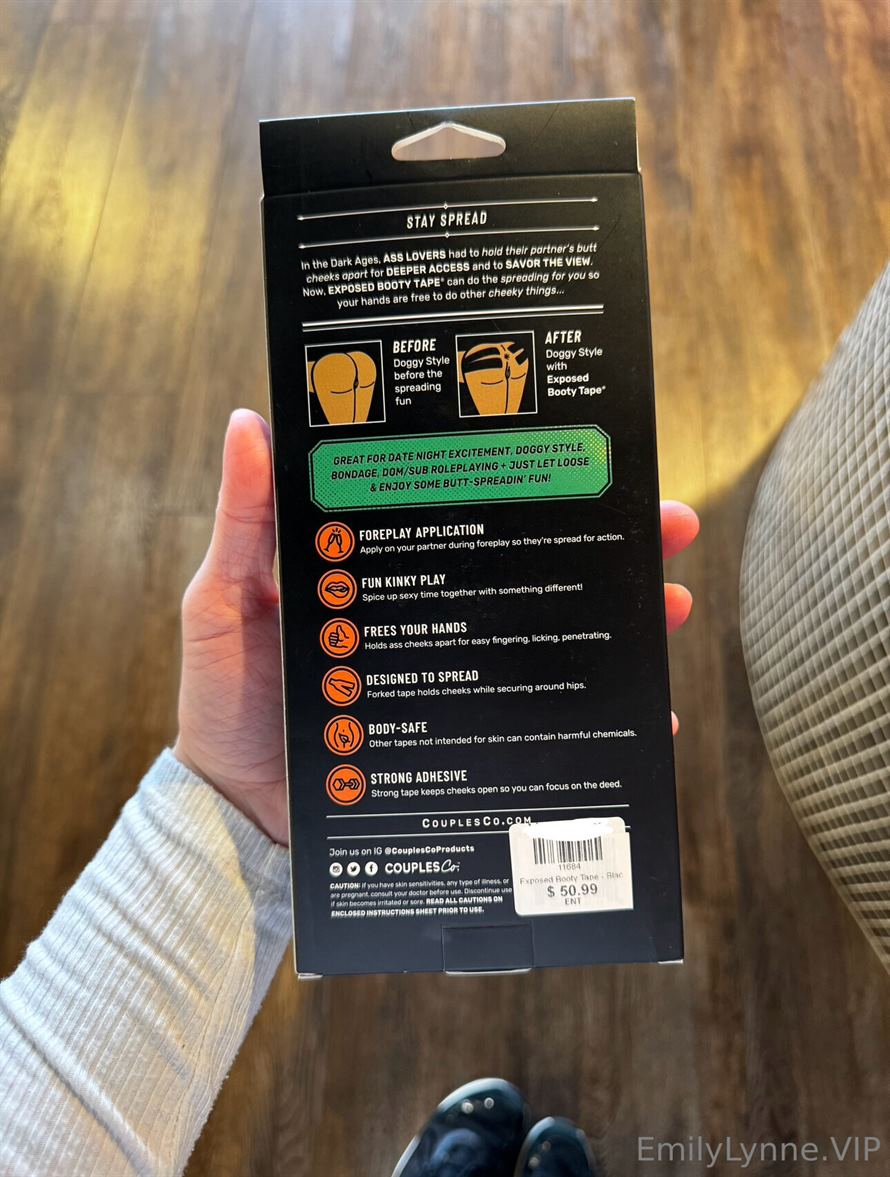 STAY SPREAD
In the Dark Ages, ASS LOVERS had to hold their partner's butt
cheeks apart for DEEPER ACCESS and to SAVOR THE VIEW.
Now, EXPOSED BOOTY TAPE® can do the spreading for you so
your hands are free to do other cheeky things...
BEFORE
Doggy Style
before the
spreading
fun
AFTER
Doggy Style
with
Exposed
Booty Tape®
GREAT FOR DATE NIGHT EXCITEMENT, DOGGY STYLE,
BONDAGE, DOM/SUB ROLEPLAYING + JUST LET LOOSE
& ENJOY SOME BUTT-SPREADIN' FUN!
FOREPLAY APPLICATION
Apply on your partner during foreplay so they're spread for action.
FUN KINKY PLAY
Spice up sexy time together with something different!
FREES YOUR HANDS
Holds ass cheeks apart for easy fingering, licking, penetrating.
DESIGNED TO SPREAD
Forked tape holds cheeks while securing around hips.
BODY-SAFE
Other tapes not intended for skin can contain harmful chemicals.
STRONG ADHESIVE
Strong tape keeps cheeks open so you can focus on the deed.
COUPLESCO.COM
Join us on IG @CouplesCoProducts
COUPLESCo.
CAUTION: If you have skin sensitivities, any type of illness, or
are pregnant, consult your doctor before use. Discontinue use
if skin becomes irritated or sore. READ ALL CAUTIONS ON
ENCLOSED INSTRUCTIONS SHEET PRIOR TO USE.
11684
Exposed Booty Tape - Blac
$ 50.99
ENT
EmilyLynne.VIP